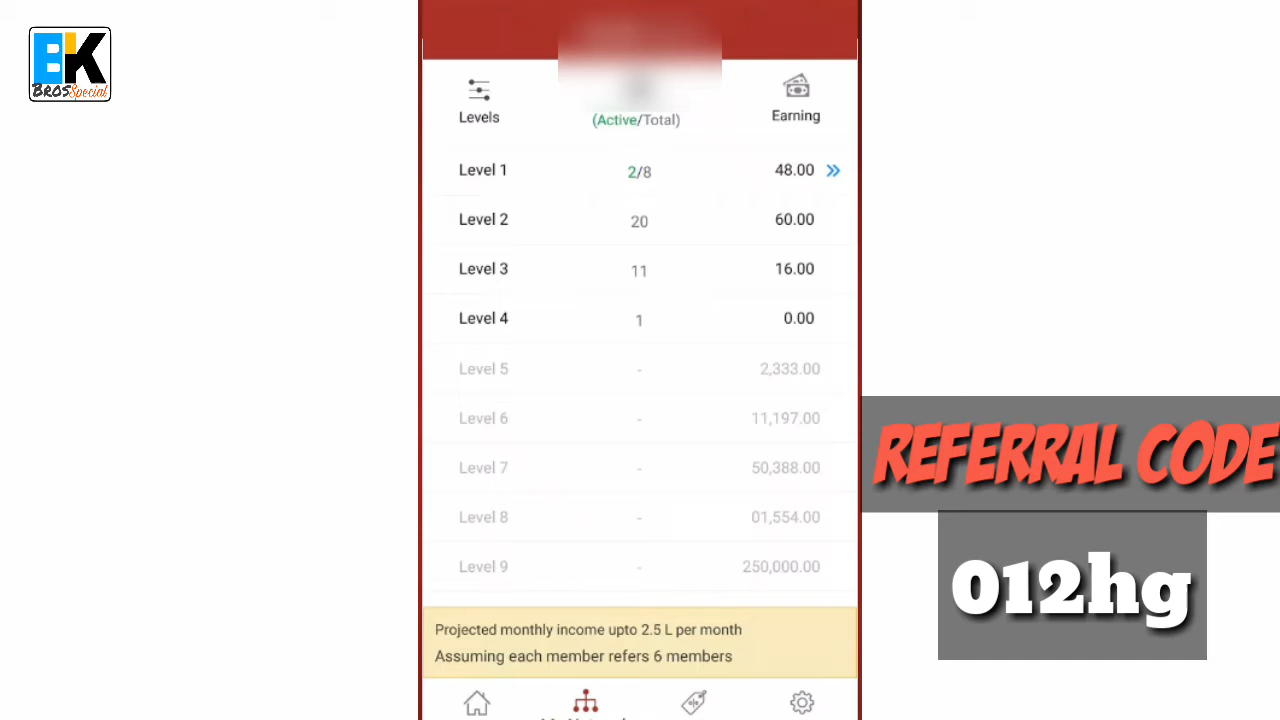 EK
BROS Special
Levels (Active/Total) Earning
Level 1 2/8 48.00 »
Level 2 20 60.00
Level 3 11 16.00
Level 4 1 0.00
Level 5 - 2,333.00
Level 6 - 11,197.00
Level 7 - 50,388.00
Level 8 - 01,554.00
Level 9 - 250,000.00
Projected monthly income upto 2.5 L per month
Assuming each member refers 6 members
REFERRAL CODE
012hg